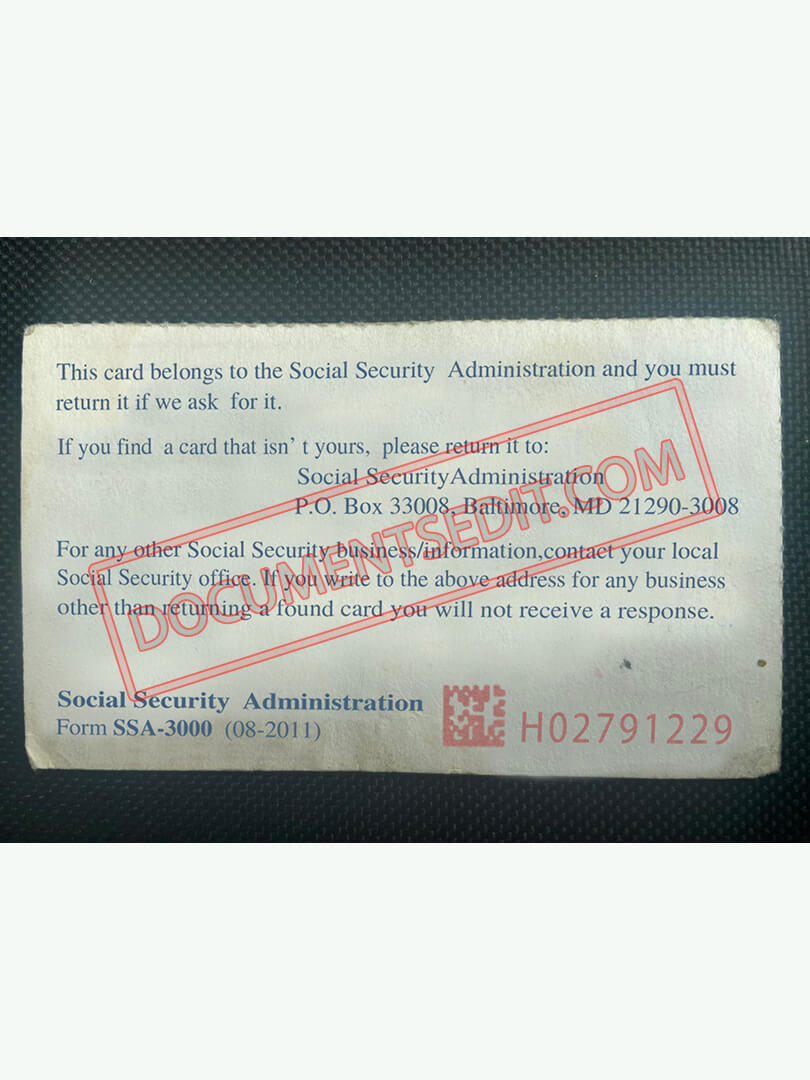 This card belongs to the Social Security Administration and you must
return it if we ask for it.
If you find a card that isn' t yours, please return it to:
Social SecurityAdministration
P.O. Box 33008, Baltimore, MD 21290-3008
For any other Social Security business/information,contact your local
Social Security office. If you write to the above address for any business
other than returning a found card you will not receive a response.
DOCUMENTSEDIT.COM
Social Security Administration
Form SSA-3000 (08-2011)
H02791229